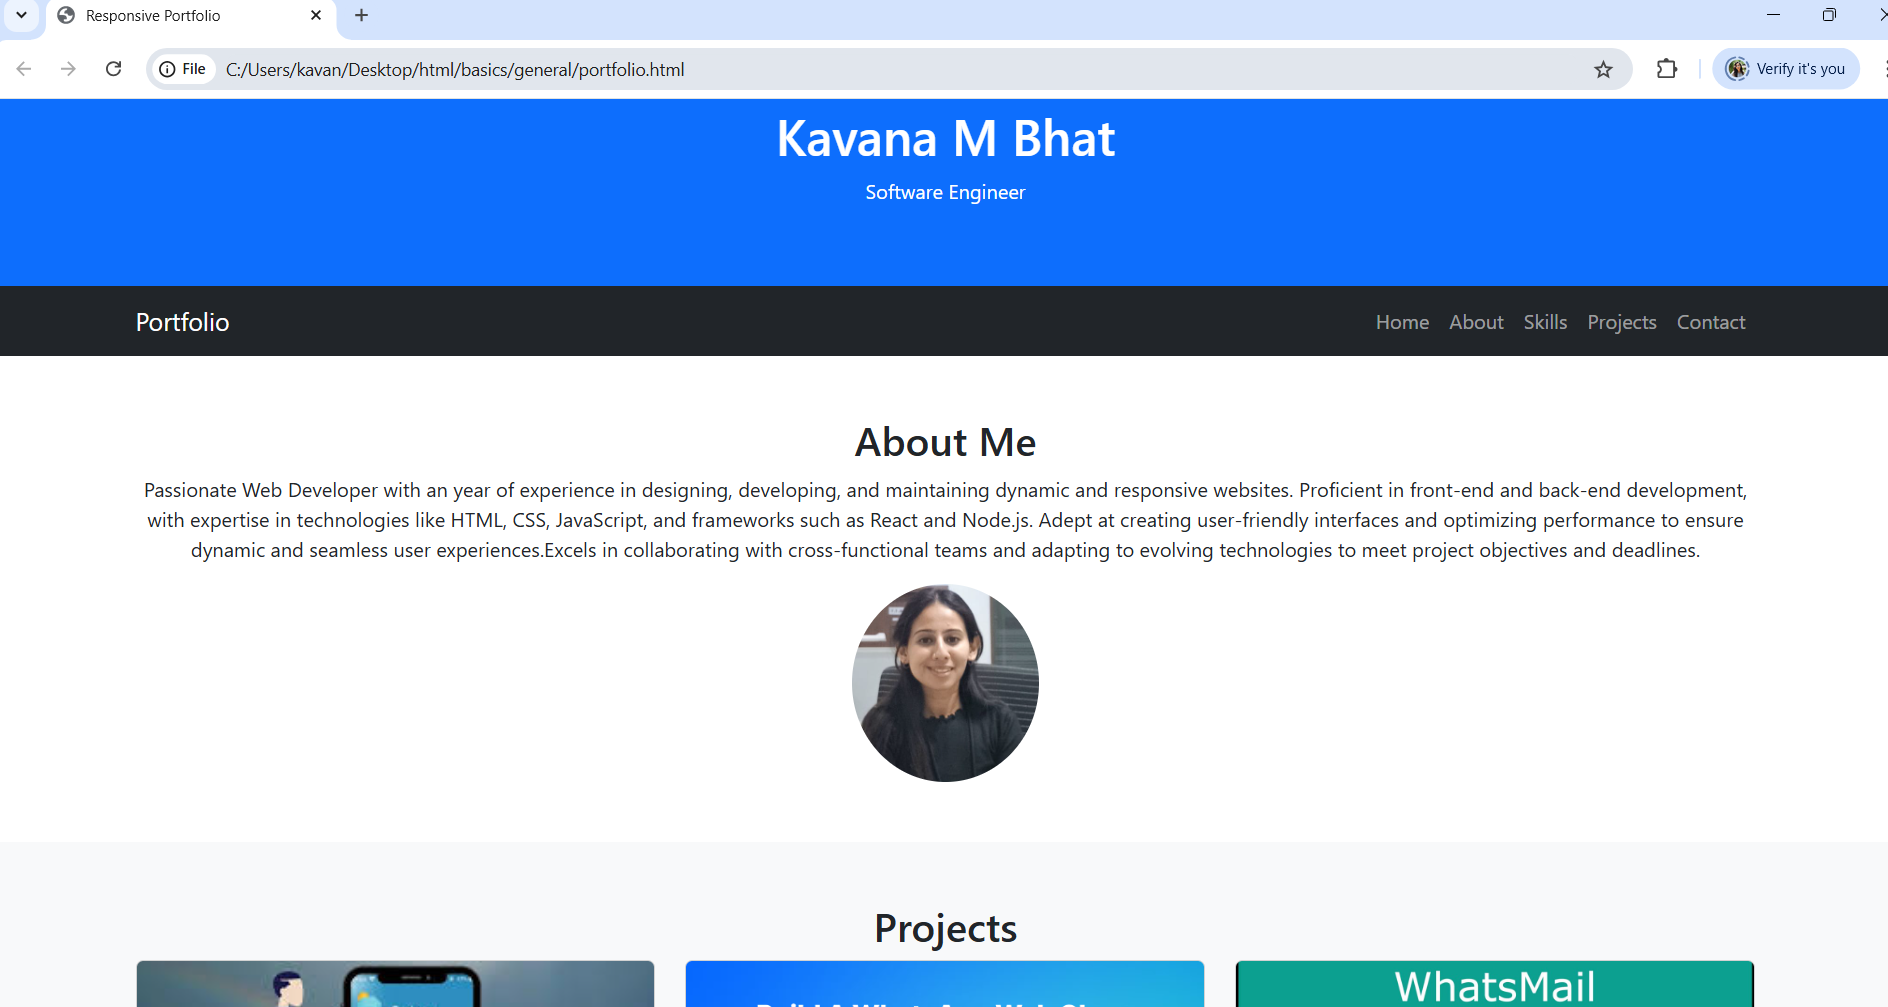 Responsive Portfolio
File C:/Users/kavan/Desktop/html/basics/general/portfolio.html
Verify it's you
Kavana M Bhat
Software Engineer
Portfolio
Home About Skills Projects Contact
About Me
Passionate Web Developer with an year of experience in designing, developing, and maintaining dynamic and responsive websites. Proficient in front-end and back-end development,
with expertise in technologies like HTML, CSS, JavaScript, and frameworks such as React and Node.js. Adept at creating user-friendly interfaces and optimizing performance to ensure
dynamic and seamless user experiences.Excels in collaborating with cross-functional teams and adapting to evolving technologies to meet project objectives and deadlines.
Projects
WhatsMail